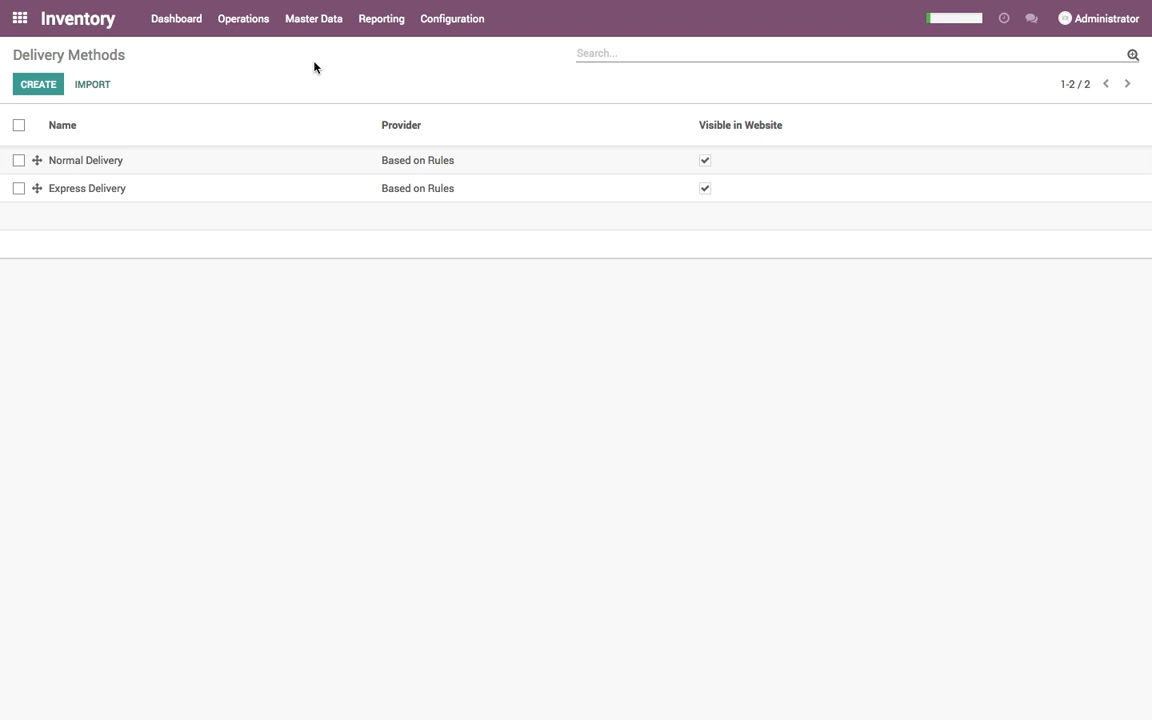 Inventory Dashboard Operations Master Data Reporting Configuration Administrator
Delivery Methods Search...
CREATE IMPORT 1-2 / 2
Name Provider Visible in Website
Normal Delivery Based on Rules
Express Delivery Based on Rules